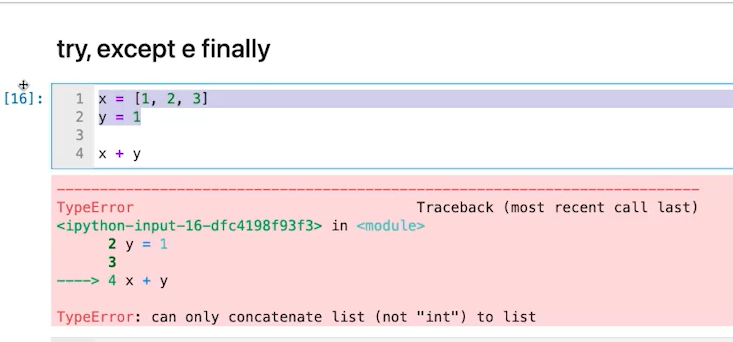 try, except e finally
[16]:
1 x = [1, 2, 3]
2 y = 1
3
4 x + y
---------------------------------------------------------------------------
TypeError                                 Traceback (most recent call last)
<ipython-input-16-dfc4198f93f3> in <module>
      2 y = 1
      3
----> 4 x + y
TypeError: can only concatenate list (not "int") to list